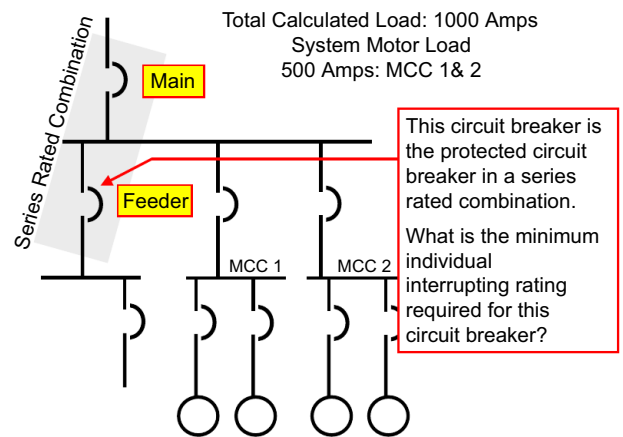 Total Calculated Load: 1000 Amps
System Motor Load
500 Amps: MCC 1& 2
Series Rated Combination
Main
This circuit breaker is
the protected circuit
breaker in a series
rated combination.
What is the minimum
individual
interrupting rating
required for this
circuit breaker?
Feeder
MCC 1
MCC 2